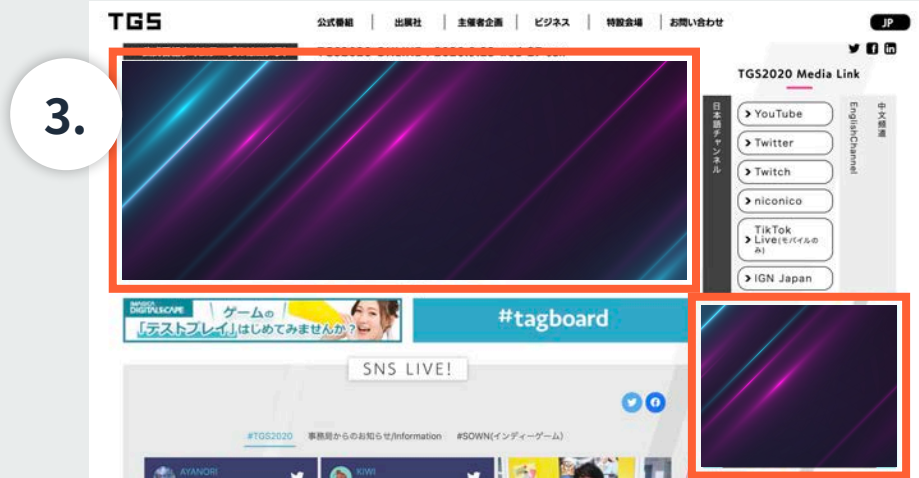 TGS
公式番組
出展社
主催者企画
ビジネス
特設会場
お問い合わせ
JP
3.
TGS2020 Media Link
日本語チャンネル
YouTube
Twitter
Twitch
niconico
TikTok
Live(モバイルの
み)
IGN Japan
EnglishChannel
中文頻道
IMAGICA
DIGITALSCAPE
ゲームの
「テストプレイ」はじめてみませんか?
#tagboard
SNS LIVE!
#TGS2020
事務局からのお知らせ/Information
#SOWN(インディーゲーム)
AYANORI
KIWI